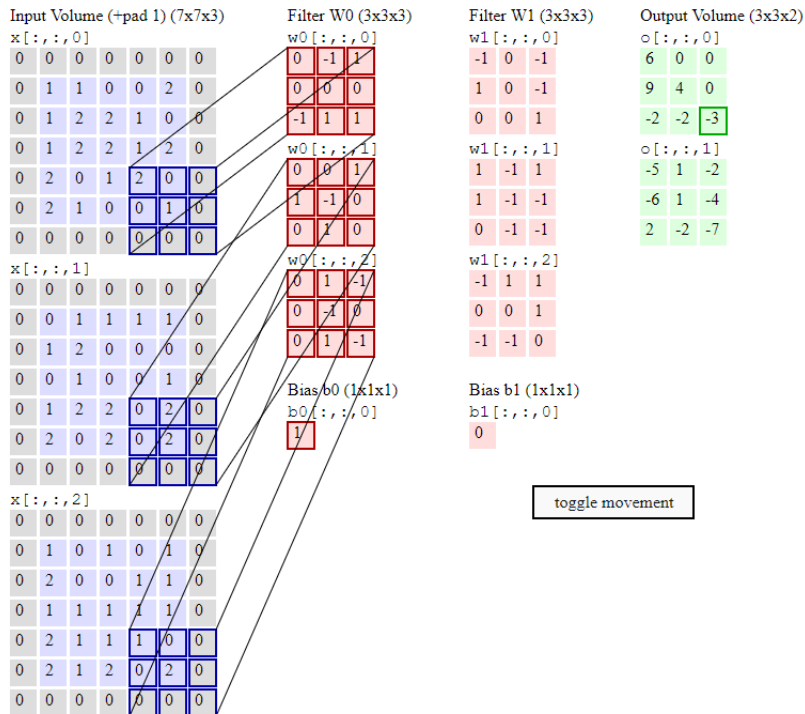 Input Volume (+pad 1) (7x7x3)
x[:,:,0]
0 0 0 0 0 0 0
0 1 1 0 0 2 0
0 1 2 2 1 0 0
0 1 2 2 1 2 0
0 2 0 1 2 0 0
0 2 1 0 0 1 0
0 0 0 0 0 0 0
x[:,:,1]
0 0 0 0 0 0 0
0 0 1 1 1 1 0
0 1 2 0 0 0 0
0 0 1 0 0 1 0
0 1 2 2 0 2 0
0 2 0 2 0 2 0
0 0 0 0 0 0 0
x[:,:,2]
0 0 0 0 0 0 0
0 1 0 1 0 1 0
0 2 0 0 1 1 0
0 1 1 1 1 1 0
0 2 1 1 1 0 0
0 2 1 2 0 2 0
0 0 0 0 0 0 0
Filter W0 (3x3x3)
w0[:,:,0]
0 -1 1
0 0 0
-1 1 1
w0[:,:,1]
0 0 1
1 -1 0
0 1 0
w0[:,:,2]
0 1 -1
0 -1 0
0 1 -1
Bias b0 (1x1x1)
b0[:,:,0]
1
Filter W1 (3x3x3)
w1[:,:,0]
-1 0 -1
1 0 -1
0 0 1
w1[:,:,1]
1 -1 1
1 -1 -1
0 -1 -1
w1[:,:,2]
-1 1 1
0 0 1
-1 -1 0
Bias b1 (1x1x1)
b1[:,:,0]
0
Output Volume (3x3x2)
o[:,:,0]
6 0 0
9 4 0
-2 -2 -3
o[:,:,1]
-5 1 -2
-6 1 -4
2 -2 -7
toggle movement